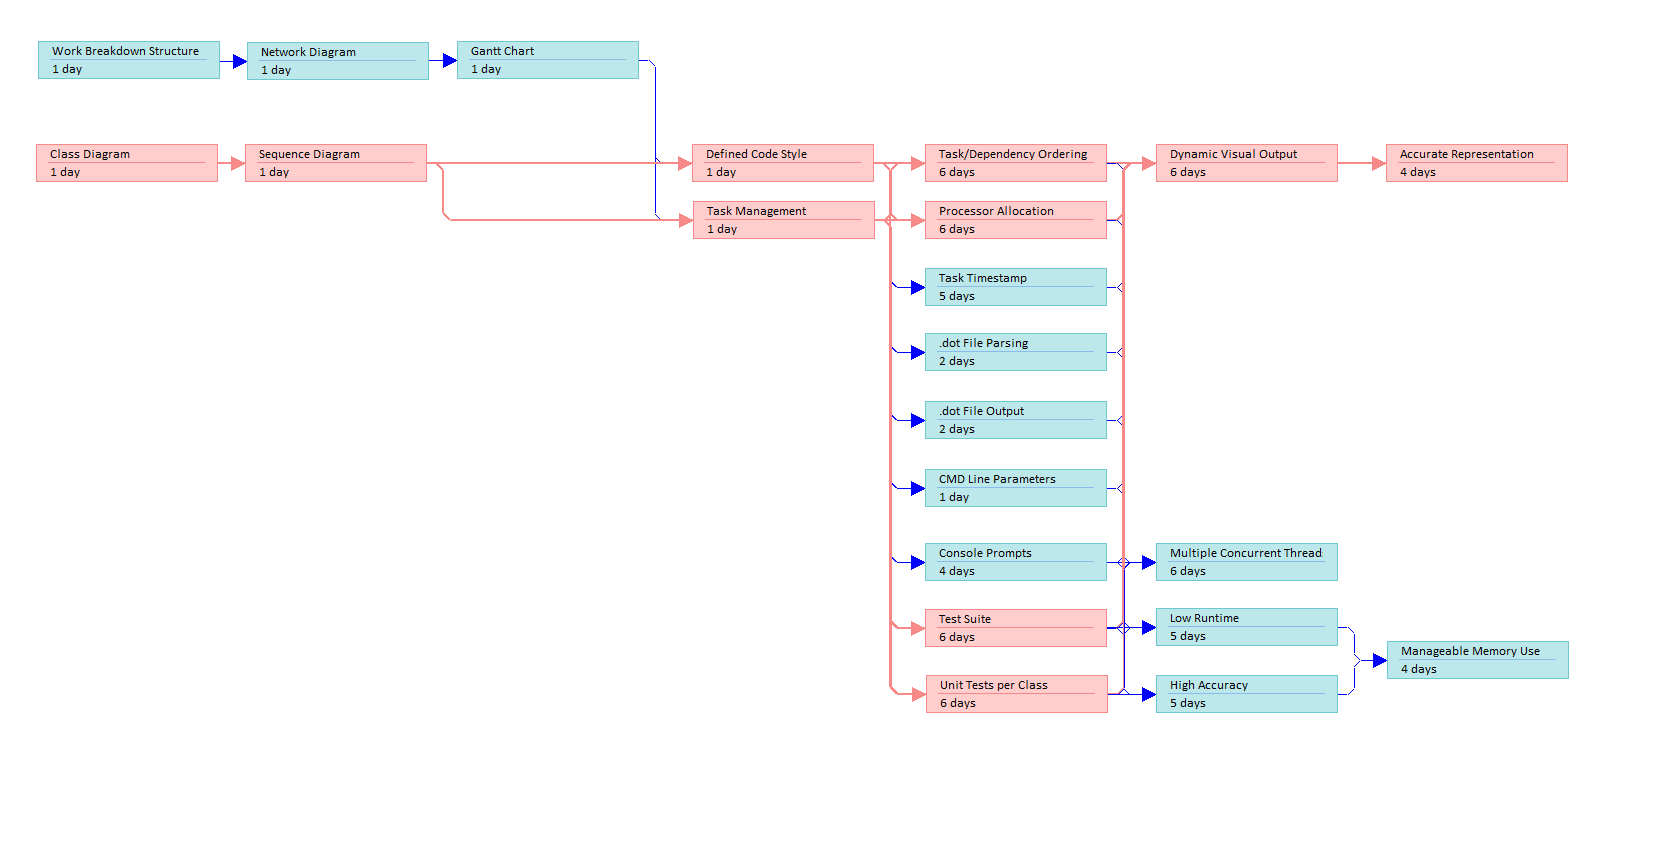 Work Breakdown Structure
1 day
Network Diagram
1 day
Gantt Chart
1 day
Class Diagram
1 day
Sequence Diagram
1 day
Defined Code Style
1 day
Task/Dependency Ordering
6 days
Dynamic Visual Output
6 days
Accurate Representation
4 days
Task Management
1 day
Processor Allocation
6 days
Task Timestamp
5 days
.dot File Parsing
2 days
.dot File Output
2 days
CMD Line Parameters
1 day
Console Prompts
4 days
Multiple Concurrent Thread
6 days
Test Suite
6 days
Low Runtime
5 days
Manageable Memory Use
4 days
Unit Tests per Class
6 days
High Accuracy
5 days